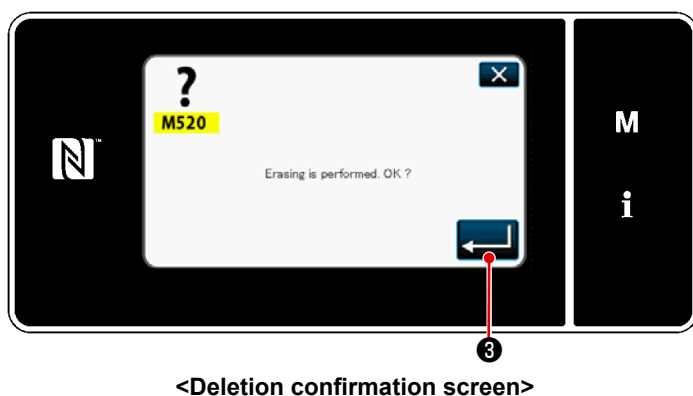 ?
M520
Erasing is performed. OK ?
M
i
❸
<Deletion confirmation screen>